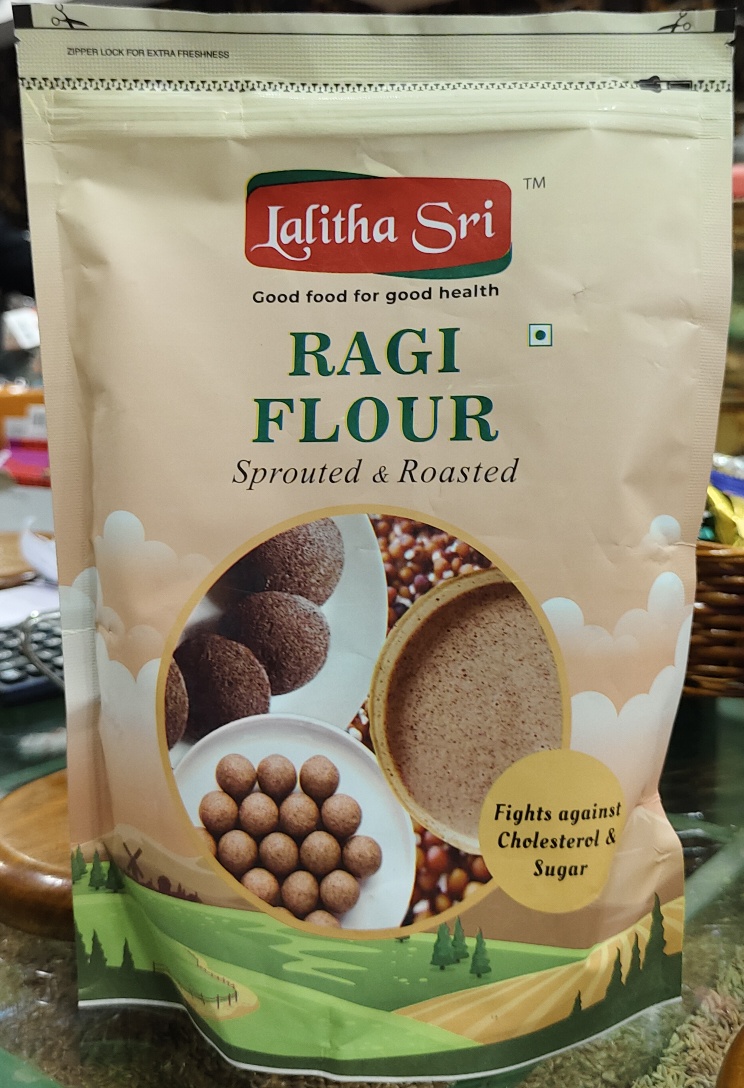 ZIPPER LOCK FOR EXTRA FRESHNESS
Lalitha Sri TM
Good food for good health
RAGI
FLOUR
Sprouted & Roasted
Fights against
Cholesterol &
Sugar